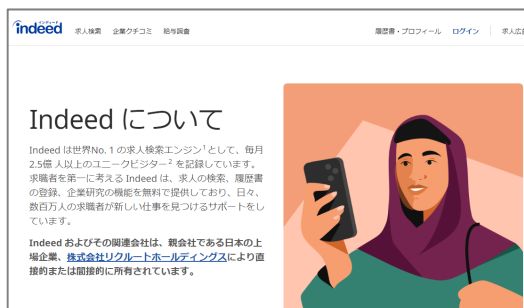 インディード
indeed
求人検索 企業クチコミ 給与調査 履歴書・プロフィール ログイン 求人広
Indeed について
Indeed は世界No. 1 の求人検索エンジン1として、毎月
2.5億 人以上のユニークビジター2 を記録しています。
求職者を第一に考える Indeed は、求人の検索、履歴書
の登録、企業研究の機能を無料で提供しており、日々、
数百万人の求職者が新しい仕事を見つけるサポートをし
ています。
Indeed およびその関連会社は、親会社である日本の上
場企業、株式会社リクルートホールディングスにより直
接的または間接的に所有されています。